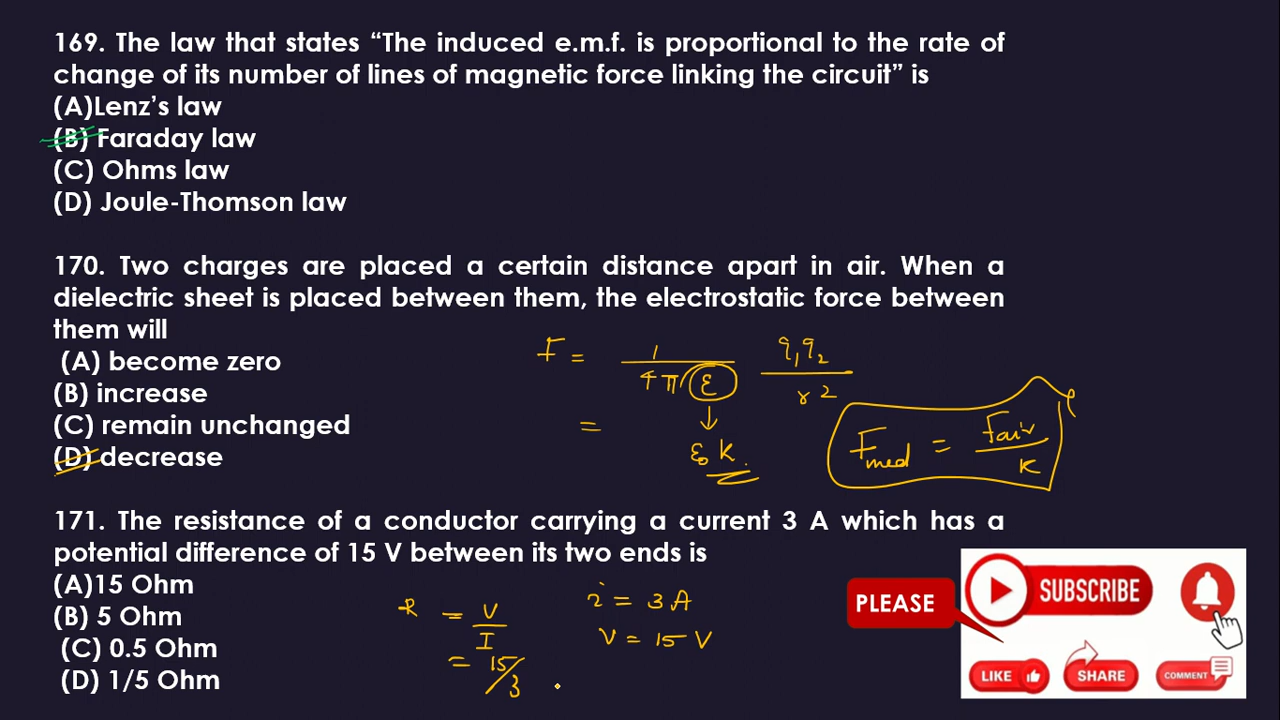 169. The law that states “The induced e.m.f. is proportional to the rate of
change of its number of lines of magnetic force linking the circuit” is
(A)Lenz’s law
(B) Faraday law
(C) Ohms law
(D) Joule-Thomson law
170. Two charges are placed a certain distance apart in air. When a
dielectric sheet is placed between them, the electrostatic force between
them will
(A) become zero
(B) increase
(C) remain unchanged
(D) decrease
F = 1/4πε q₁q₂/r²
= ε₀ K
Fmed = Fair/K
171. The resistance of a conductor carrying a current 3 A which has a
potential difference of 15 V between its two ends is
(A)15 Ohm
(B) 5 Ohm
(C) 0.5 Ohm
(D) 1/5 Ohm
R = V/I
= 15/3
i = 3 A
V = 15 V
PLEASE
SUBSCRIBE
LIKE
SHARE
COMMENT